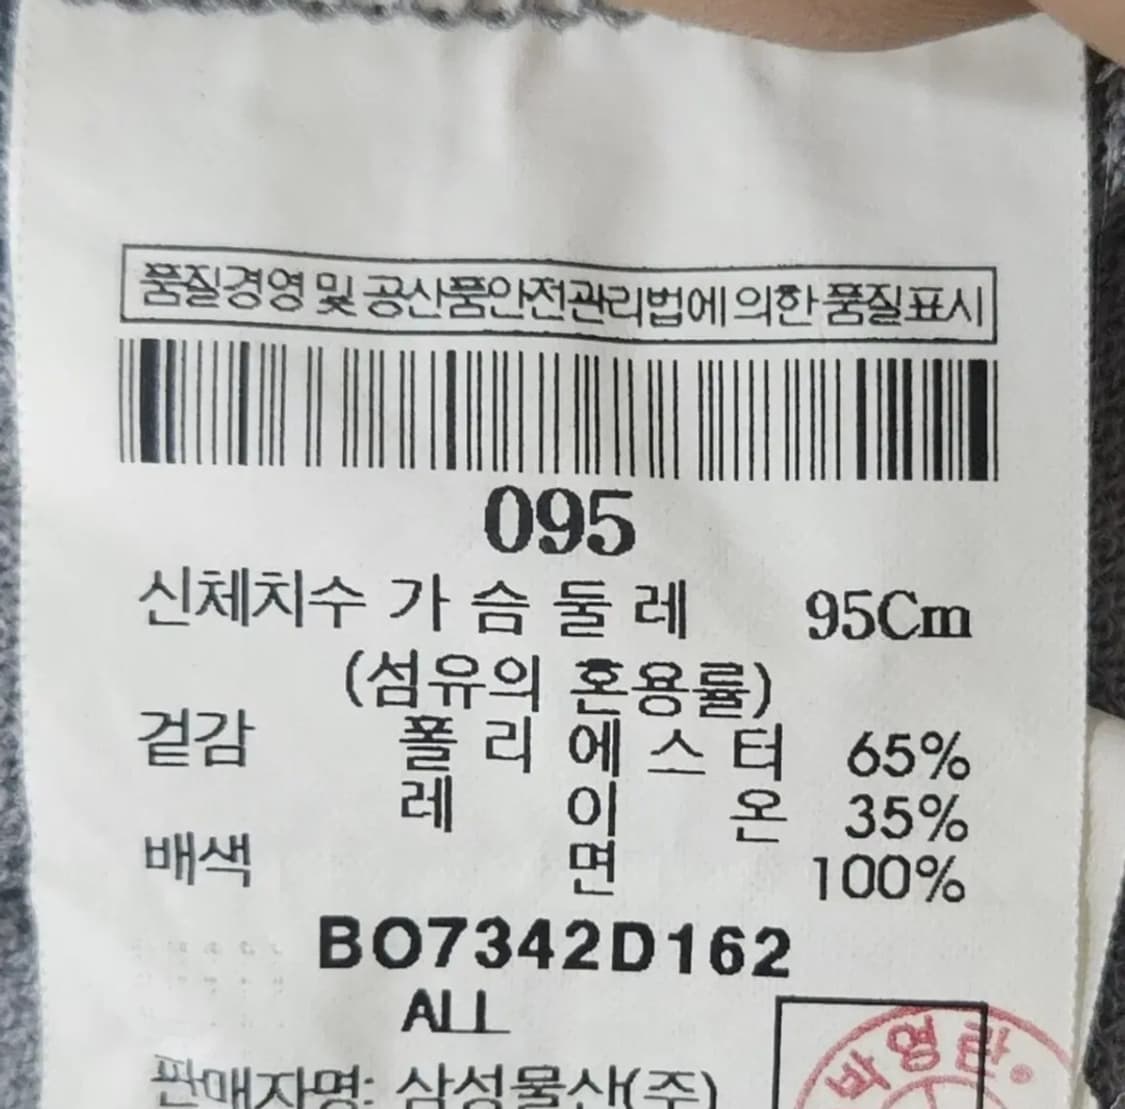 품질경영 및 공산품안전관리법에 의한 품질표시
095
신체치수 가 슴 둘 레 95Cm
(섬유의 혼용률)
겉감 폴 리 에 스 터 65%
레 이 온 35%
배색 면 100%
BO7342D162
ALL
박영란
판매자명: 삼성물산(주)